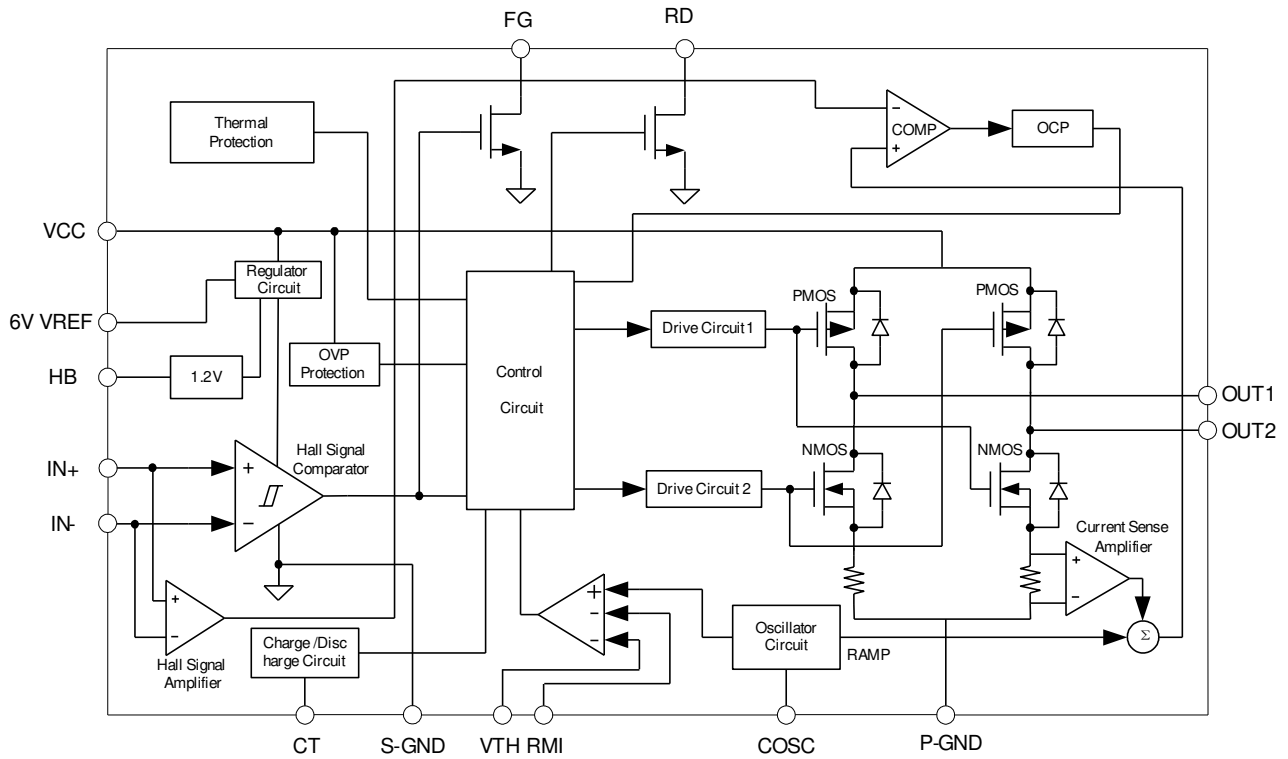 FG
RD
Thermal
Protection
−
COMP
+
OCP
VCC
Regulator
Circuit
6V VREF
HB
1.2V
OVP
Protection
Control
Circuit
Drive Circuit 1
PMOS
PMOS
OUT1
OUT2
IN+
IN-
+
−
Hall Signal
Comparator
Drive Circuit 2
NMOS
NMOS
Current Sense
Amplifier
+
−
Σ
+
−
Hall Signal
Amplifier
Charge /Disc
harge Circuit
+
−
−
Oscillator
Circuit
RAMP
CT
S-GND
VTH
RMI
COSC
P-GND